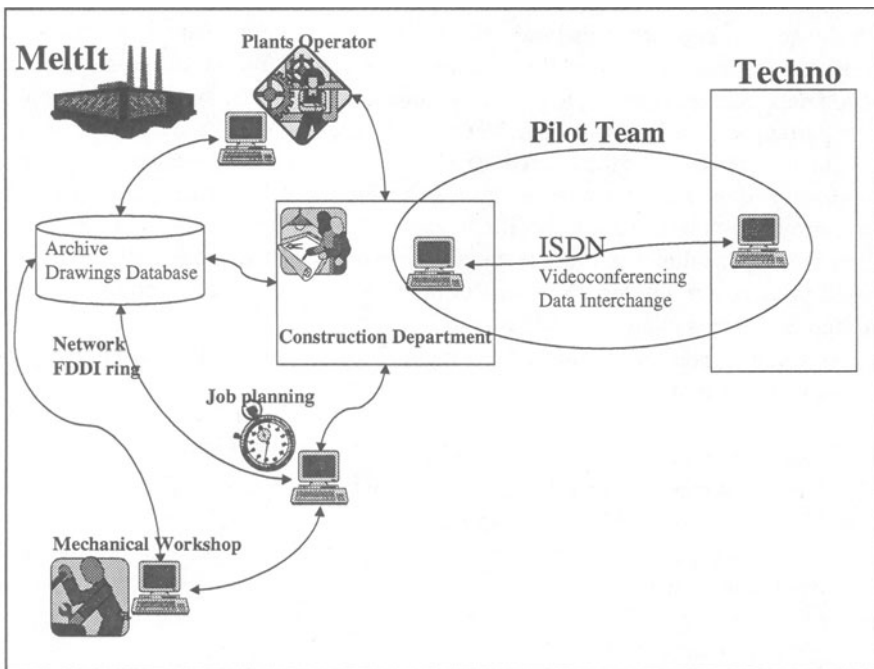 MeltIt
Plants Operator
Techno
Pilot Team
Archive
Drawings Database
ISDN
Videoconferencing
Data Interchange
Construction Department
Network
FDDI ring
Job planning
Mechanical Workshop